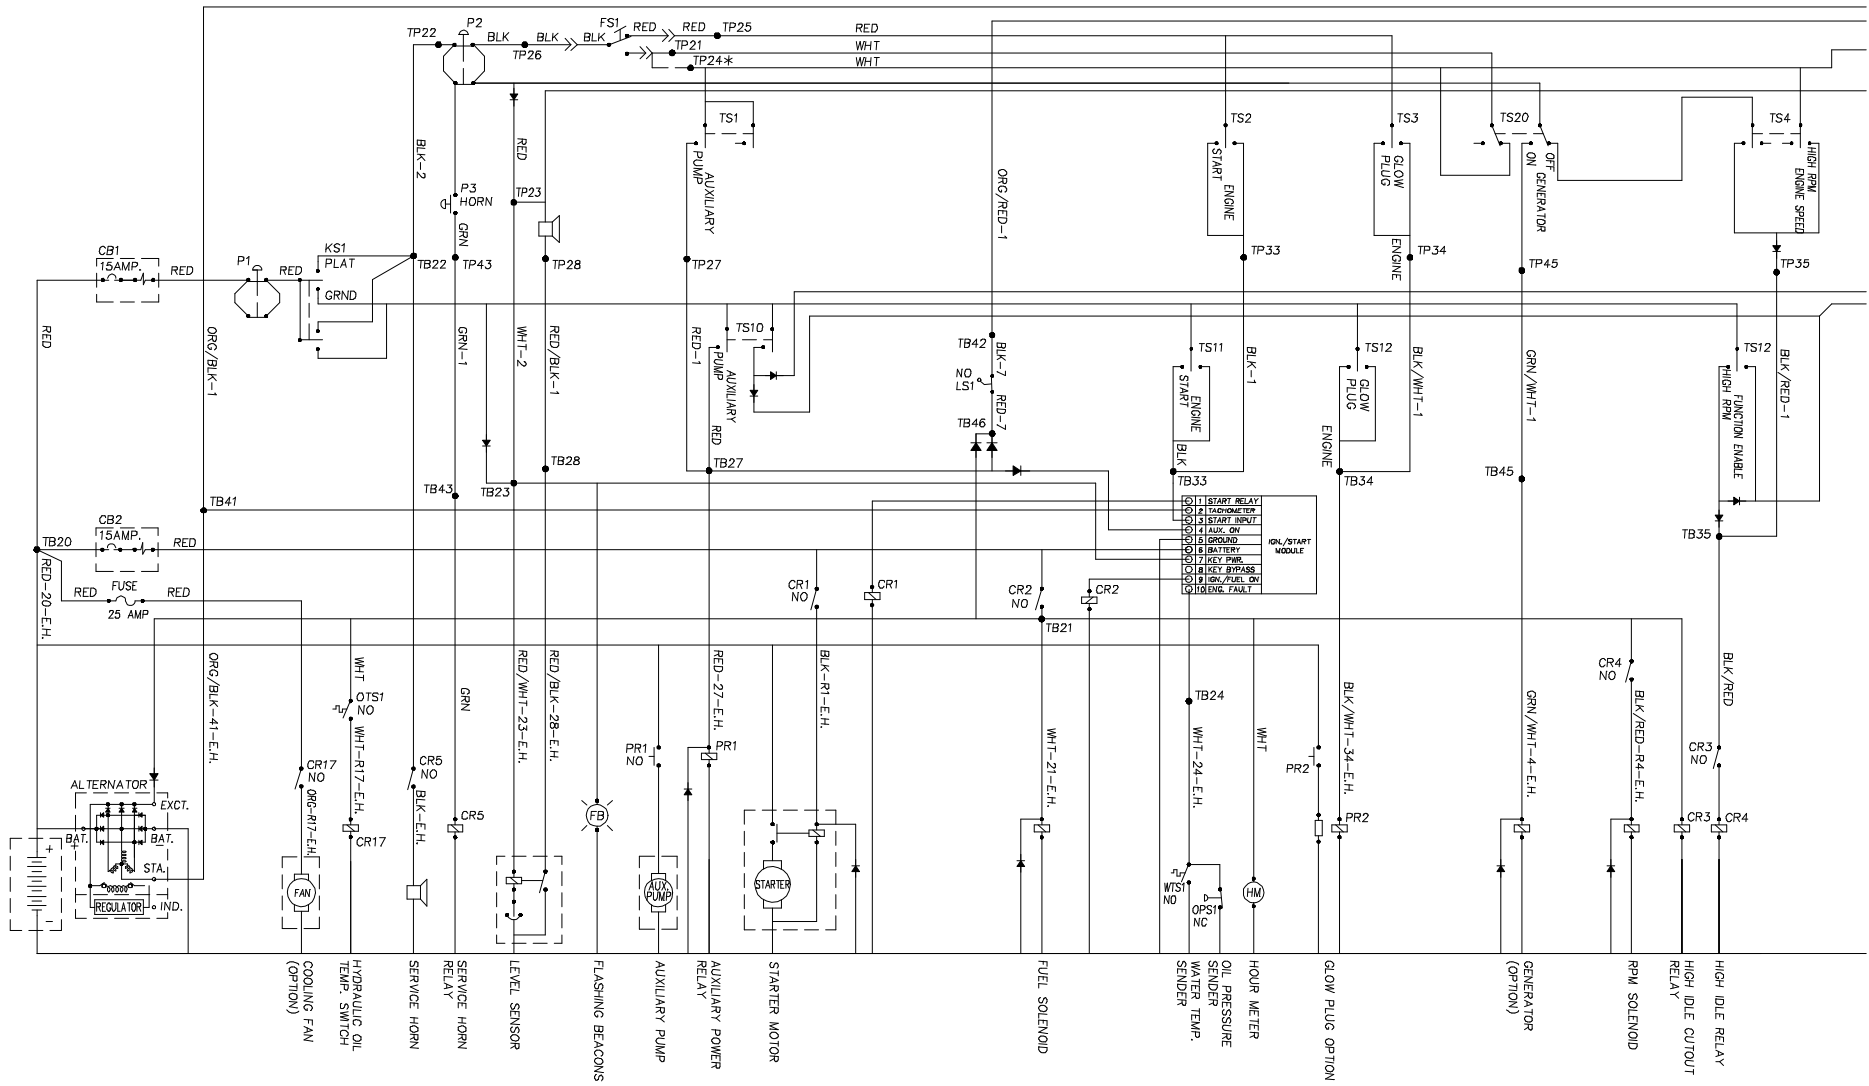 P2
FS1
RED
RED
TP25
RED
TP22
BLK
BLK
BLK
TP26
TP21
WHT
TP24*
WHT
TS1
TS2
TS3
TS20
TS4
PUMP
AUXILIARY
START
ENGINE
GLOW
PLUG
ENGINE
OFF
ON
GENERATOR
HIGH RPM
ENGINE SPEED
BLK-2
RED
P3
HORN
GRN
TP23
ORG/RED-1
KS1
PLAT
GRND
TB22
TP43
TP28
TP27
TP33
TP34
TP45
TP35
CB1
15AMP.
RED
P1
RED
RED
ORG/BLK-1
GRN-1
WHT-2
RED/BLK-1
RED-1
TS10
PUMP
AUXILIARY
RED
TB42
BLK-7
NO
LS1
RED-7
TB46
TS11
START
ENGINE
BLK
BLK-1
TS12
GLOW
PLUG
ENGINE
BLK/WHT-1
GRN/WHT-1
TS12
HIGH RPM
FUNCTION ENABLE
BLK/RED-1
TB28
TB27
TB33
TB34
TB45
TB43
TB23
TB41
TB35
1 START RELAY
2 TACHOMETER
3 START INPUT
4 AUX. ON
5 GROUND
6 BATTERY
7 KEY PWR.
8 KEY BYPASS
9 IGN./FUEL ON
10 ENG. FAULT
IGN./START
MODULE
CB2
15AMP.
TB20
RED
RED
FUSE
25 AMP
RED
RED-20-E.H.
CR1
NO
CR1
CR2
NO
CR2
TB21
ORG/BLK-41-E.H.
WHT
OTS1
NO
WHT-R17-E.H.
GRN
RED/WHT-23-E.H.
RED/BLK-28-E.H.
RED-27-E.H.
BLK-R1-E.H.
WHT-21-E.H.
TB24
WHT-24-E.H.
WHT
BLK/WHT-34-E.H.
GRN/WHT-4-E.H.
CR4
NO
BLK/RED-R4-E.H.
BLK/RED
CR3
NO
CR17
NO
ORG-R17-E.H.
CR5
NO
BLK-E.H.
PR1
NO
PR1
PR2
ALTERNATOR
EXCT.
BAT.
+
BAT.
-
STA.
REGULATOR
IND.
+
-
CR17
CR5
FB
PR2
CR3
CR4
FAN
AUX.
PUMP
STARTER
WTS1
NO
OPS1
NC
HM
COOLING FAN
(OPTION)
HYDRAULIC OIL
TEMP. SWITCH
SERVICE HORN
SERVICE HORN
RELAY
LEVEL SENSOR
FLASHING BEACONS
AUXILIARY PUMP
AUXILIARY POWER
RELAY
STARTER MOTOR
FUEL SOLENOID
WATER TEMP.
SENDER
OIL PRESSURE
SENDER
HOUR METER
GLOW PLUG OPTION
GENERATOR
(OPTION)
RPM SOLENOID
HIGH IDLE CUTOUT
RELAY
HIGH IDLE RELAY